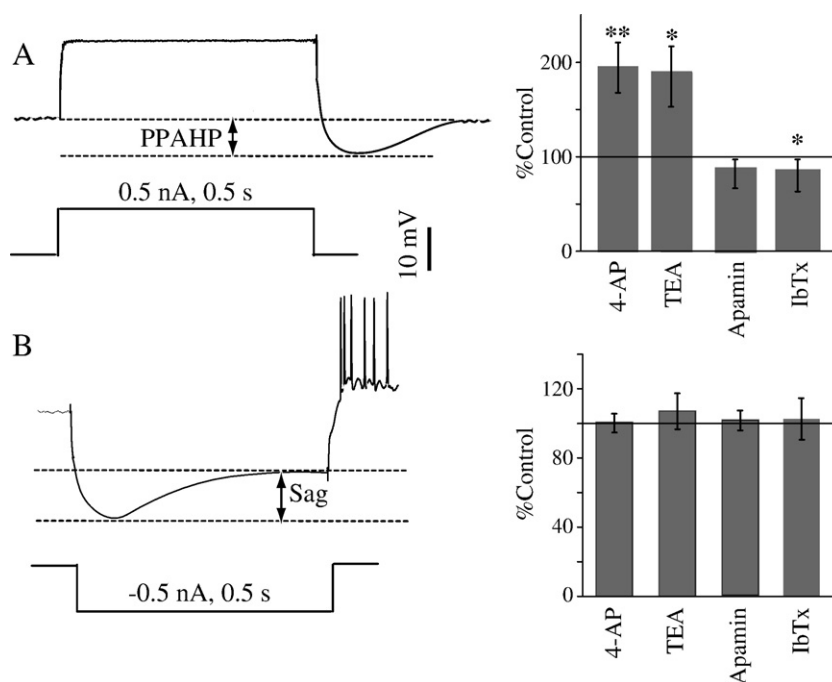 A
PPAHP
0.5 nA, 0.5 s
10 mV
%Control
200
100
0
** * *
4-AP
TEA
Apamin
IbTx
B
Sag
-0.5 nA, 0.5 s
%Control
120
80
40
0
4-AP
TEA
Apamin
IbTx